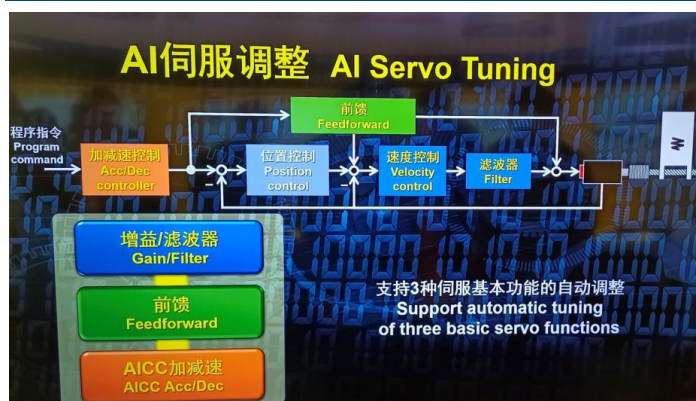 AI伺服调整 AI Servo Tuning
前馈
Feedforward
程序指令
Program
command
加减速控制
Acc/Dec
controller
位置控制
Position
control
速度控制
Velocity
control
滤波器
Filter
增益/滤波器
Gain/Filter
前馈
Feedforward
AICC加减速
AICC Acc/Dec
支持3种伺服基本功能的自动调整
Support automatic tuning
of three basic servo functions